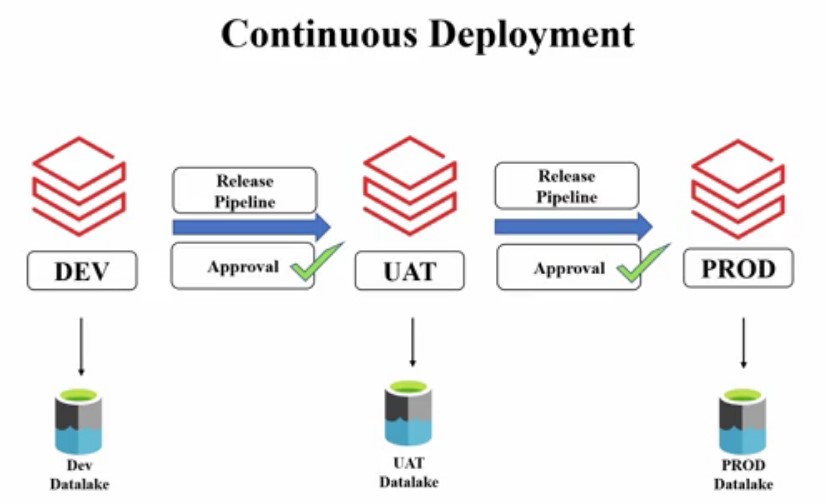 Continuous Deployment
Release
Pipeline
Approval
Release
Pipeline
Approval
DEV
UAT
PROD
Dev
Datalake
UAT
Datalake
PROD
Datalake